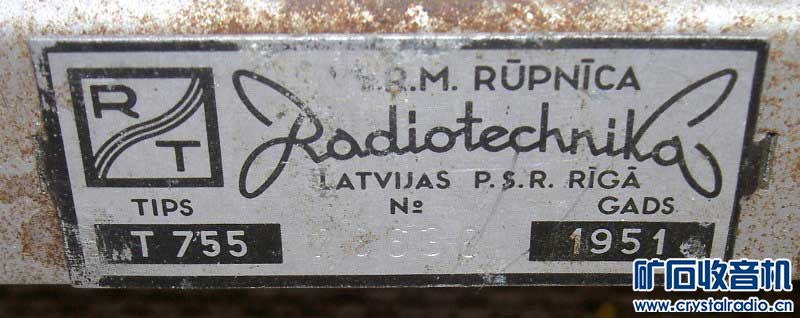 R T
R.M. RŪPNĪCA
Radiotechnika
LATVIJAS P.S.R. RĪGĀ
TIPS № GADS
T 755 1951
矿石收音机
www.crystalradio.cn